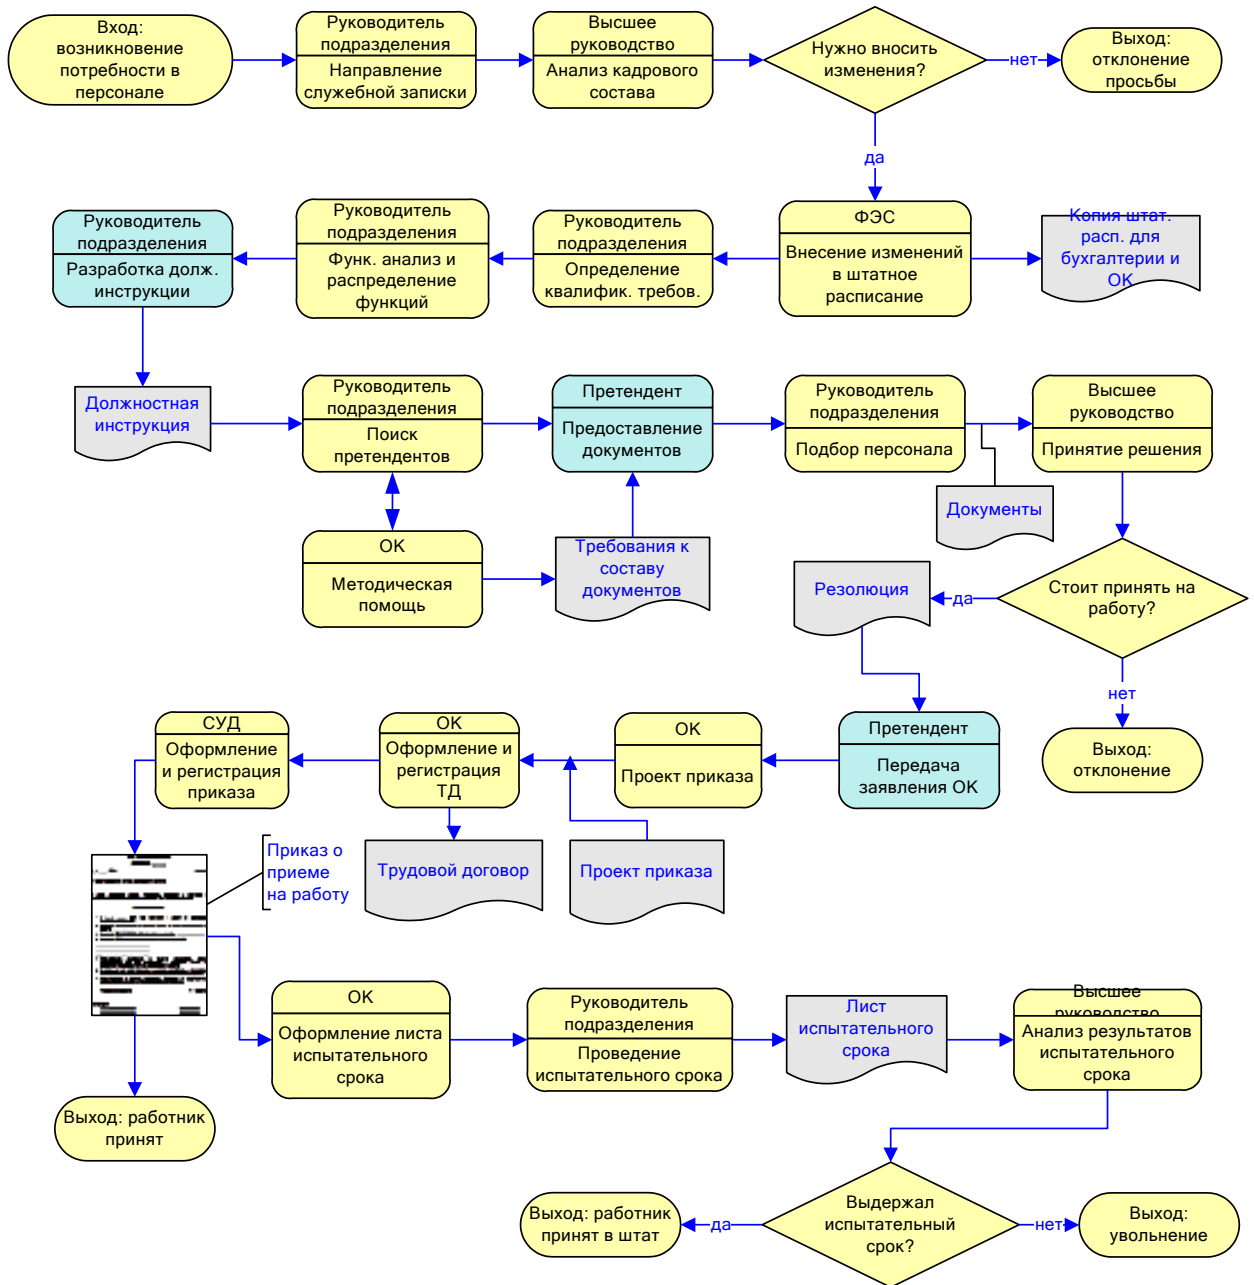 Вход:
возникновение
потребности в
персонале
Руководитель
подразделения
Направление
служебной записки
Высшее
руководство
Анализ кадрового
состава
Нужно вносить
изменения?
нет
Выход:
отклонение
просьбы
да
Руководитель
подразделения
Разработка долж.
инструкции
Руководитель
подразделения
Функ. анализ и
распределение
функций
Руководитель
подразделения
Определение
квалифик. требов.
ФЭС
Внесение изменений
в штатное
расписание
Копия штат.
расп. для
бухгалтерии и
ОК
Должностная
инструкция
Руководитель
подразделения
Поиск
претендентов
Претендент
Предоставление
документов
Руководитель
подразделения
Подбор персонала
Высшее
руководство
Принятие решения
Документы
ОК
Методическая
помощь
Требования к
составу
документов
Резолюция
да
Стоит принять на
работу?
нет
СУД
Оформление
и регистрация
приказа
ОК
Оформление и
регистрация
ТД
ОК
Проект приказа
Претендент
Передача
заявления ОК
Выход:
отклонение
Приказ о
приеме
на работу
Трудовой договор
Проект приказа
ОК
Оформление листа
испытательного
срока
Руководитель
подразделения
Проведение
испытательного срока
Лист
испытательного
срока
Высшее
руководство
Анализ результатов
испытательного
срока
Выход: работник
принят
Выход: работник
принят в штат
да
Выдержал
испытательный
срок?
нет
Выход:
увольнение